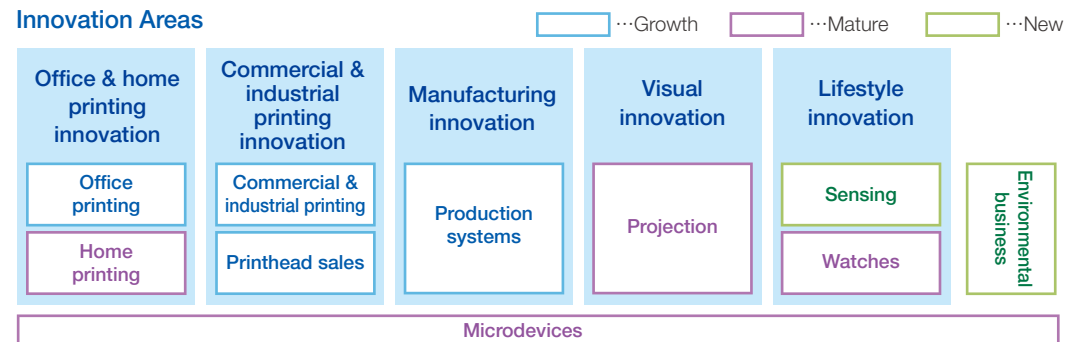 Innovation Areas
…Growth
…Mature
…New
Office & home
printing
innovation
Commercial &
industrial
printing
innovation
Manufacturing
innovation
Visual
innovation
Lifestyle
innovation
Office
printing
Home
printing
Commercial &
industrial printing
Printhead sales
Production
systems
Projection
Sensing
Watches
Environmental
business
Microdevices